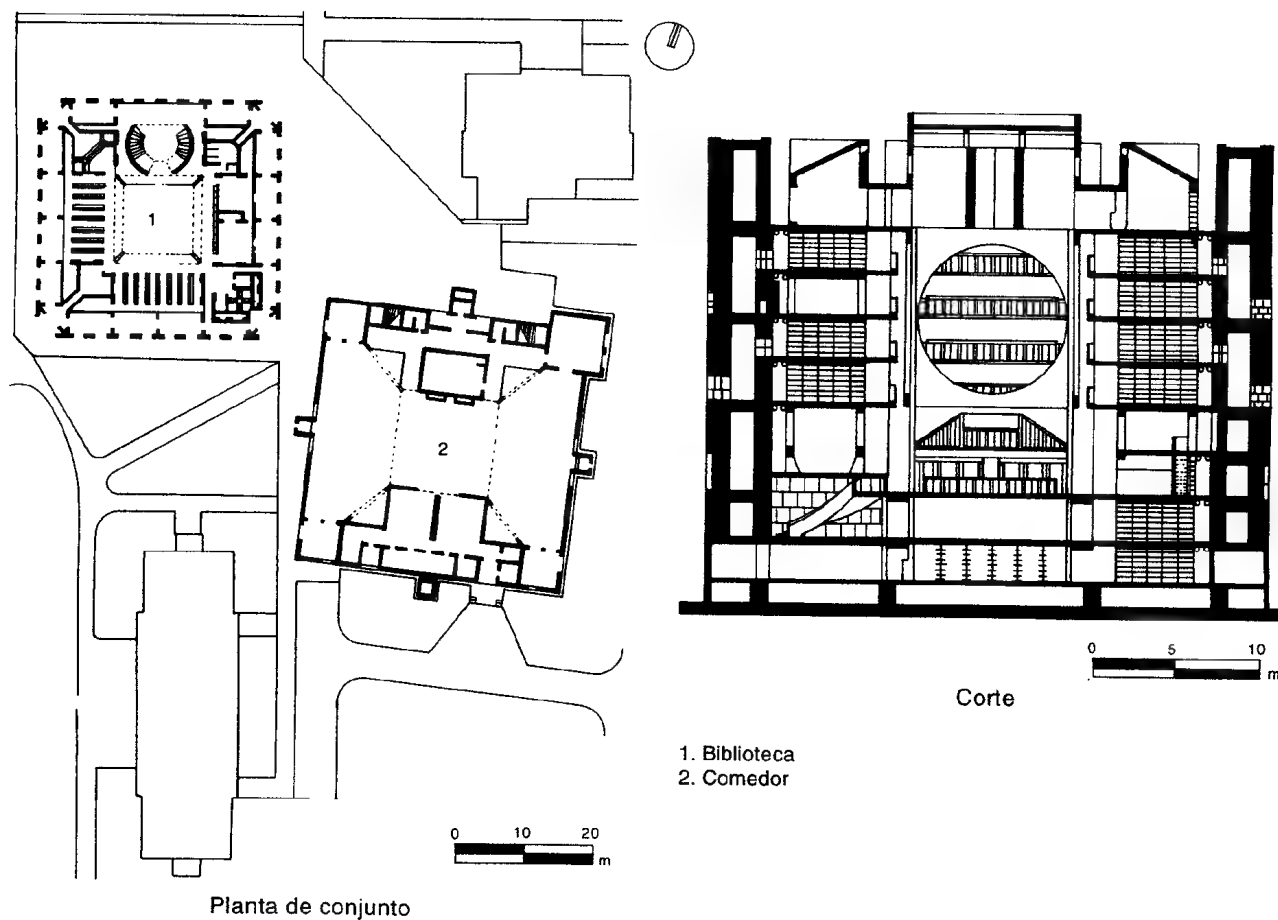 1
2
0 10 20
m
Planta de conjunto
0 5 10
m
Corte
1. Biblioteca
2. Comedor